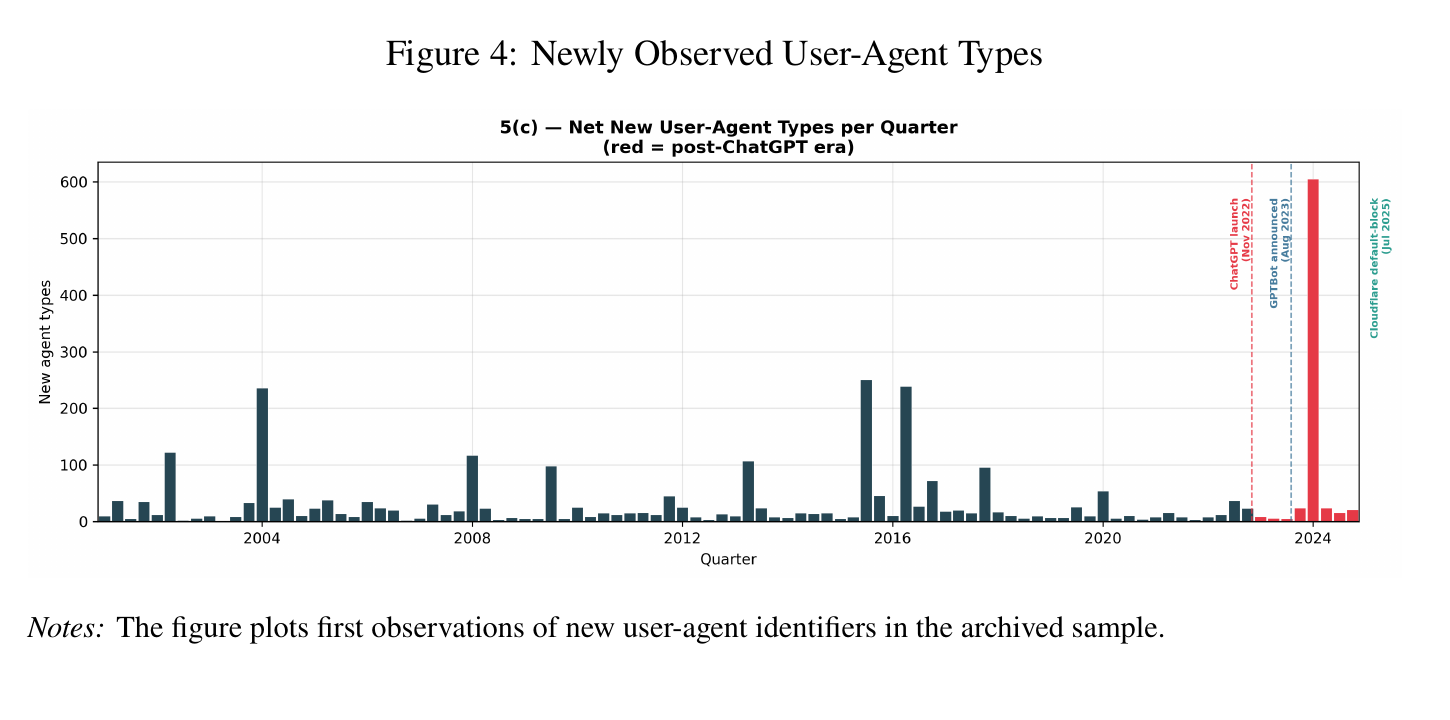 Figure 4: Newly Observed User-Agent Types
5(c) — Net New User-Agent Types per Quarter
(red = post-ChatGPT era)
New agent types
600
500
400
300
200
100
0
ChatGPT launch
(Nov 2022)
GPTBot announced
(Aug 2023)
Cloudflare default-block
(Jul 2025)
2004
2008
2012
2016
2020
2024
Quarter
Notes: The figure plots first observations of new user-agent identifiers in the archived sample.